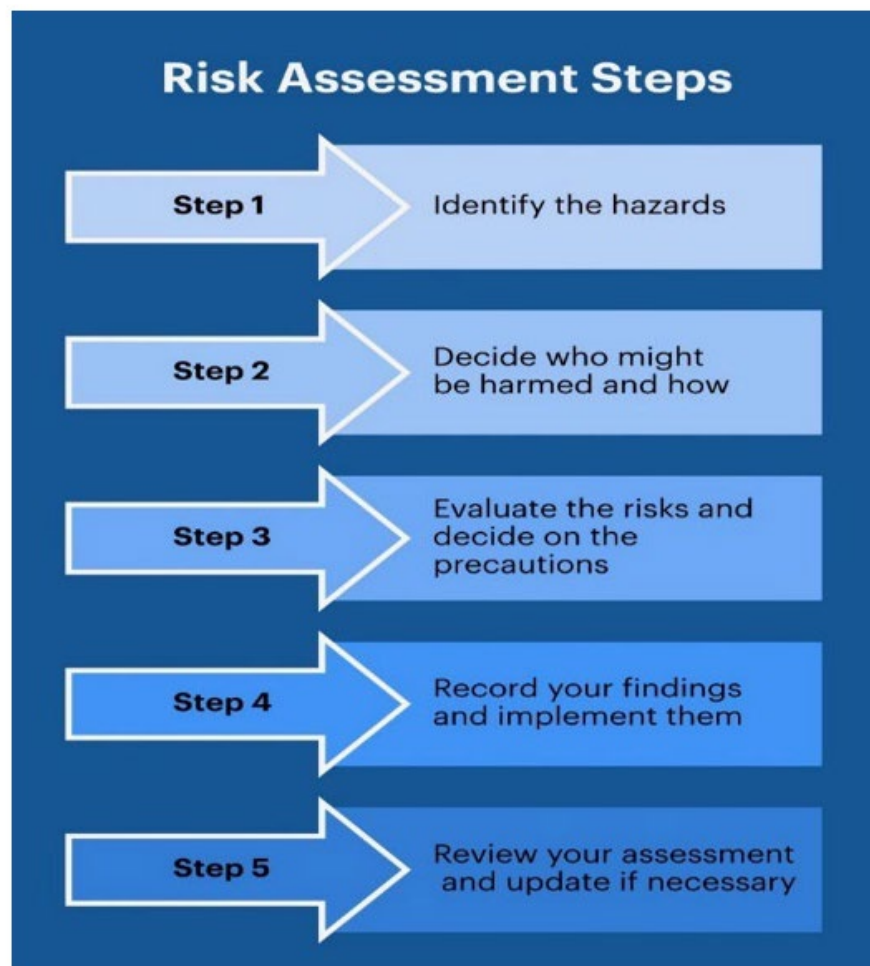 Risk Assessment Steps
Step 1
Identify the hazards
Step 2
Decide who might
be harmed and how
Step 3
Evaluate the risks and
decide on the
precautions
Step 4
Record your findings
and implement them
Step 5
Review your assessment
and update if necessary